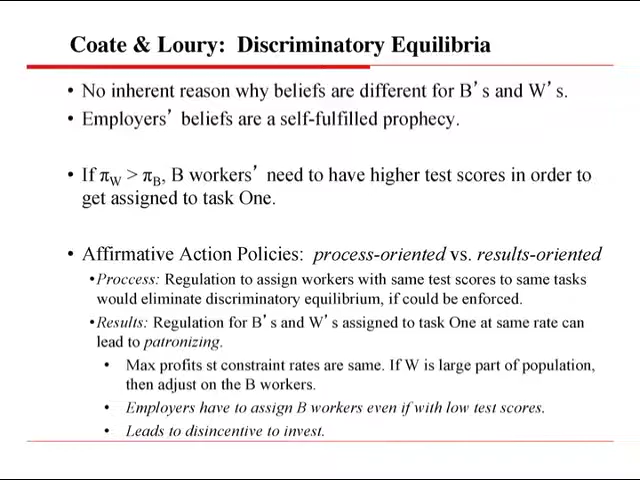 Coate & Loury: Discriminatory Equilibria
• No inherent reason why beliefs are different for B's and W's.
• Employers' beliefs are a self-fulfilled prophecy.
• If πW > πB, B workers' need to have higher test scores in order to
get assigned to task One.
• Affirmative Action Policies: process-oriented vs. results-oriented
•Proccess: Regulation to assign workers with same test scores to same tasks
would eliminate discriminatory equilibrium, if could be enforced.
•Results: Regulation for B's and W's assigned to task One at same rate can
lead to patronizing.
• Max profits st constraint rates are same. If W is large part of population,
then adjust on the B workers.
• Employers have to assign B workers even if with low test scores.
• Leads to disincentive to invest.